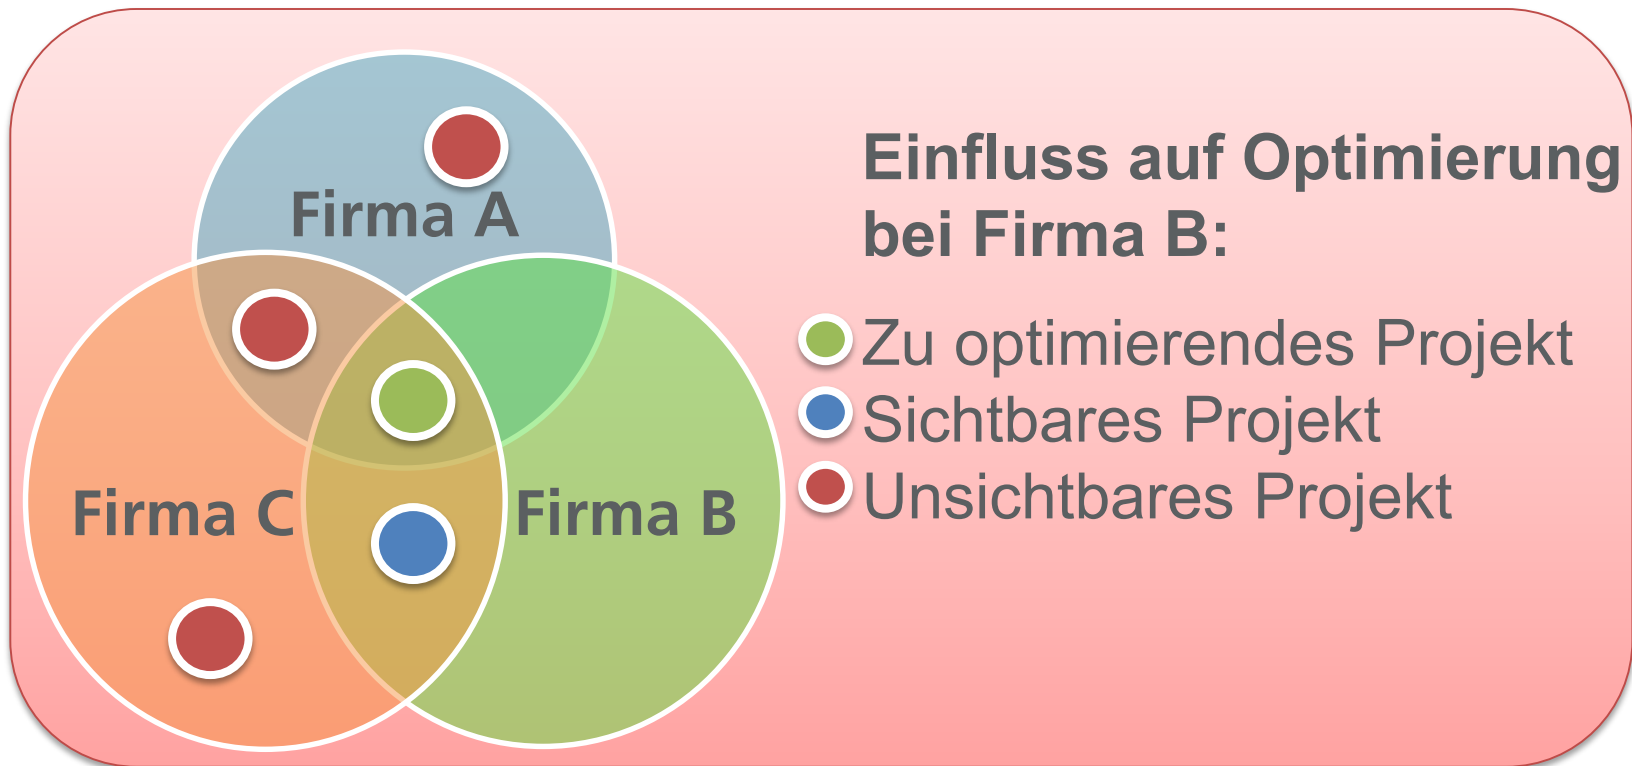 Firma A
Firma C
Firma B
Einfluss auf Optimierung
bei Firma B:
Zu optimierendes Projekt
Sichtbares Projekt
Unsichtbares Projekt